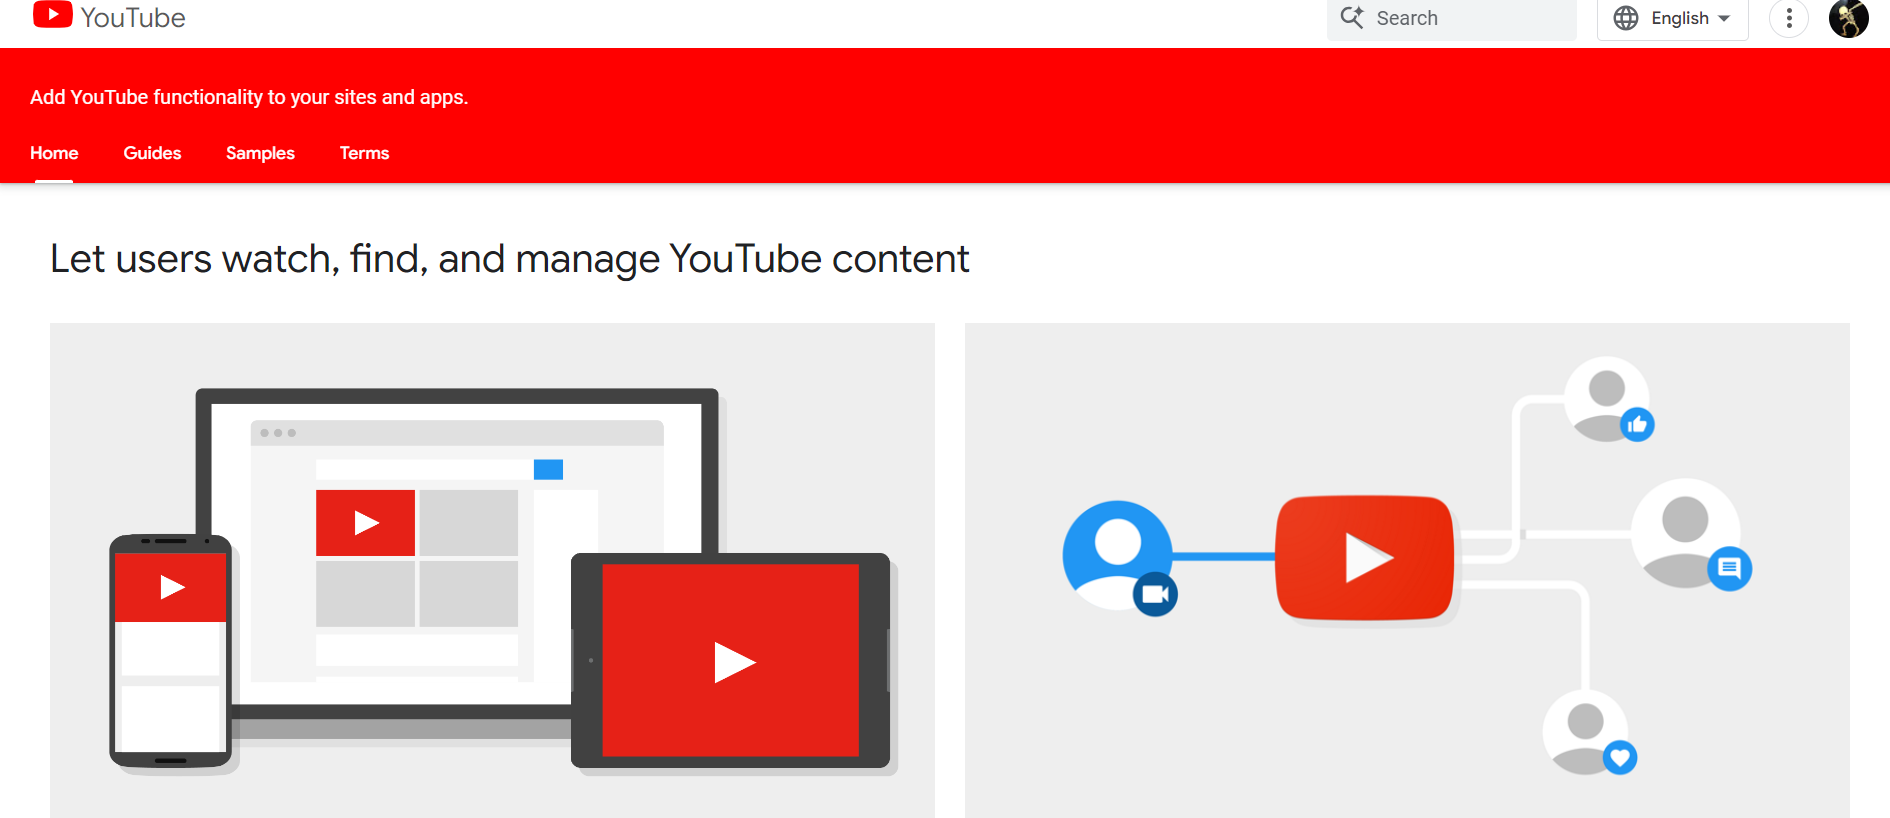 YouTube
Search
English
Add YouTube functionality to your sites and apps.
Home
Guides
Samples
Terms
Let users watch, find, and manage YouTube content